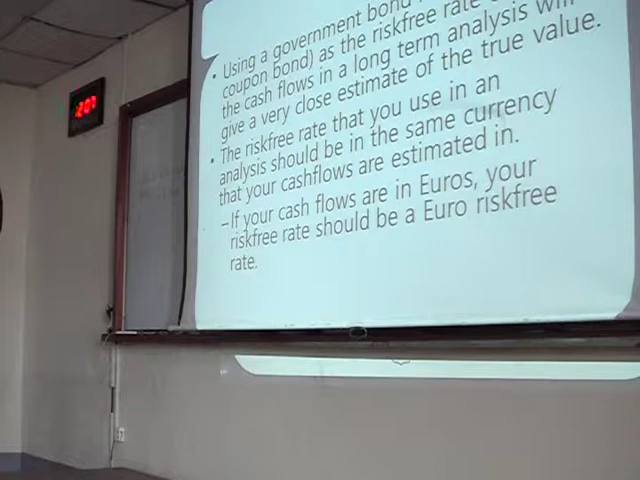 • Using a government bond
coupon bond) as the riskfree rate
the cash flows in a long term analysis will
give a very close estimate of the true value.
• The riskfree rate that you use in an
analysis should be in the same currency
that your cashflows are estimated in.
–If your cash flows are in Euros, your
riskfree rate should be a Euro riskfree
rate.